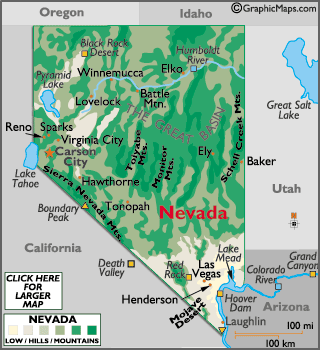 ©GraphicMaps.com
Oregon
Idaho
Black Rock
Desert
Humboldt
River
Pyramid
Lake
Winnemucca
Elko
Lovelock
Battle
Mtn.
Great Salt
Lake
THE GREAT BASIN
Reno
Sparks
Virginia City
Carson
City
Toiyabe
Mts.
Monitor
Mts.
Ely
Schell Creek Mts.
Baker
Lake
Tahoe
Hawthorne
Sierra Nevada Mts.
Utah
Boundary
Peak
Tonopah
Nevada
California
Lake
Mead
Grand
Canyon
Death
Valley
Red
Rock
Las
Vegas
Colorado
River
CLICK HERE
FOR
LARGER
MAP
Henderson
Hoover
Dam
Arizona
Mojave
Desert
Laughlin
NEVADA
LOW / HILLS / MOUNTAINS
100 mi
100 km